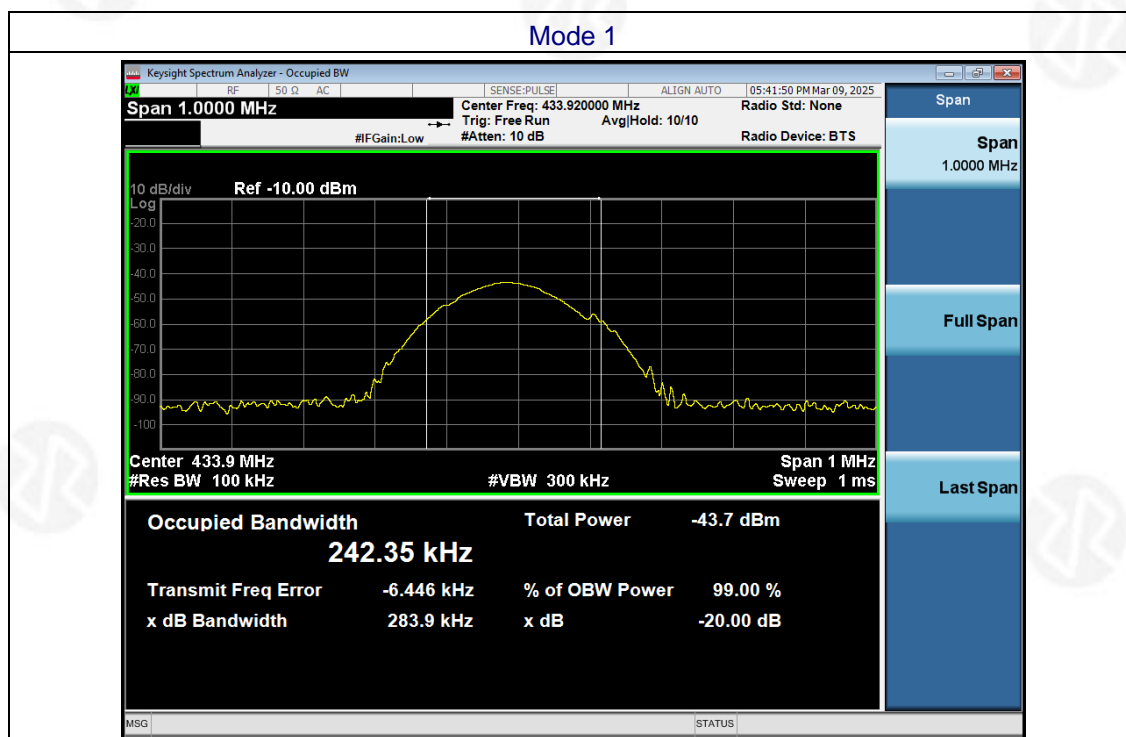 Mode 1
Keysight Spectrum Analyzer - Occupied BW
LXI RF 50 Ω AC SENSE:PULSE ALIGN AUTO 05:41:50 PM Mar 09, 2025
Span 1.0000 MHz Center Freq: 433.920000 MHz Radio Std: None
Trig: Free Run Avg|Hold: 10/10
#IFGain:Low #Atten: 10 dB Radio Device: BTS
10 dB/div Ref -10.00 dBm
Log
-20.0
-30.0
-40.0
-50.0
-60.0
-70.0
-80.0
-90.0
-100
Center 433.9 MHz Span 1 MHz
#Res BW 100 kHz #VBW 300 kHz Sweep 1 ms
Occupied Bandwidth Total Power -43.7 dBm
242.35 kHz
Transmit Freq Error -6.446 kHz % of OBW Power 99.00 %
x dB Bandwidth 283.9 kHz x dB -20.00 dB
MSG STATUS
Span
Span
1.0000 MHz
Full Span
Last Span